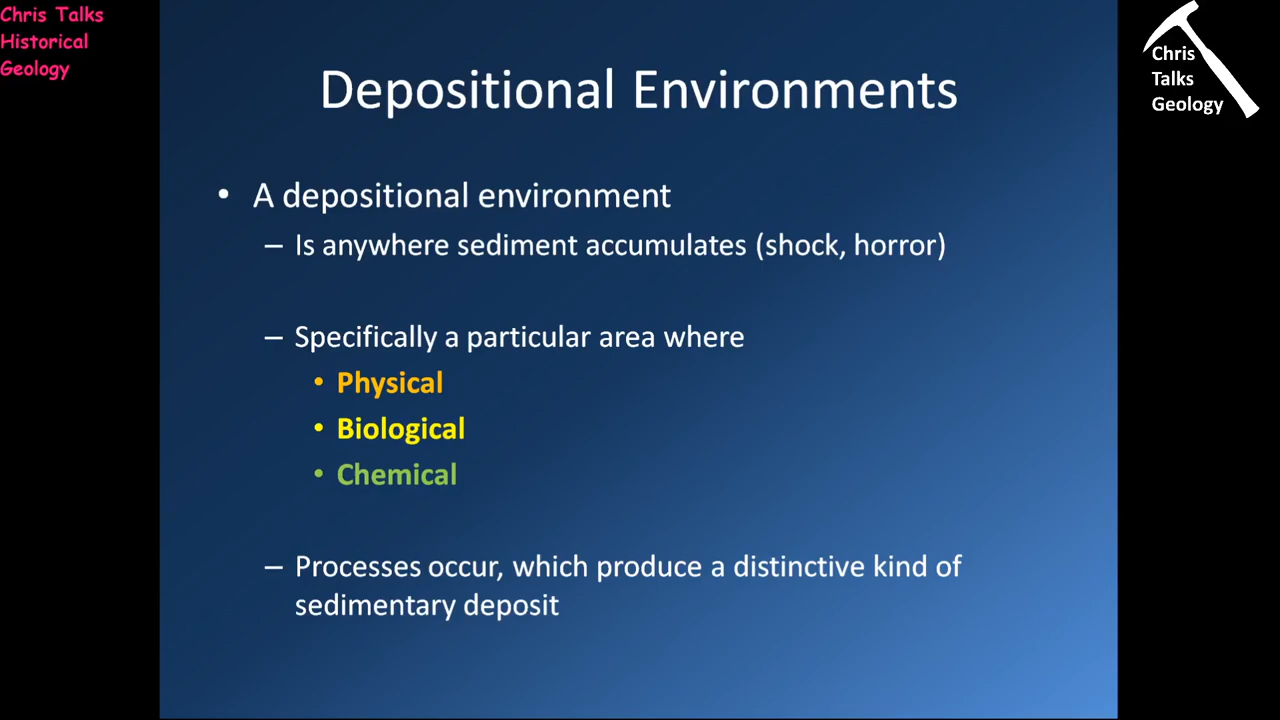 Chris Talks
Historical
Geology
Chris
Talks
Geology
Depositional Environments
• A depositional environment
– Is anywhere sediment accumulates (shock, horror)
– Specifically a particular area where
• Physical
• Biological
• Chemical
– Processes occur, which produce a distinctive kind of
sedimentary deposit